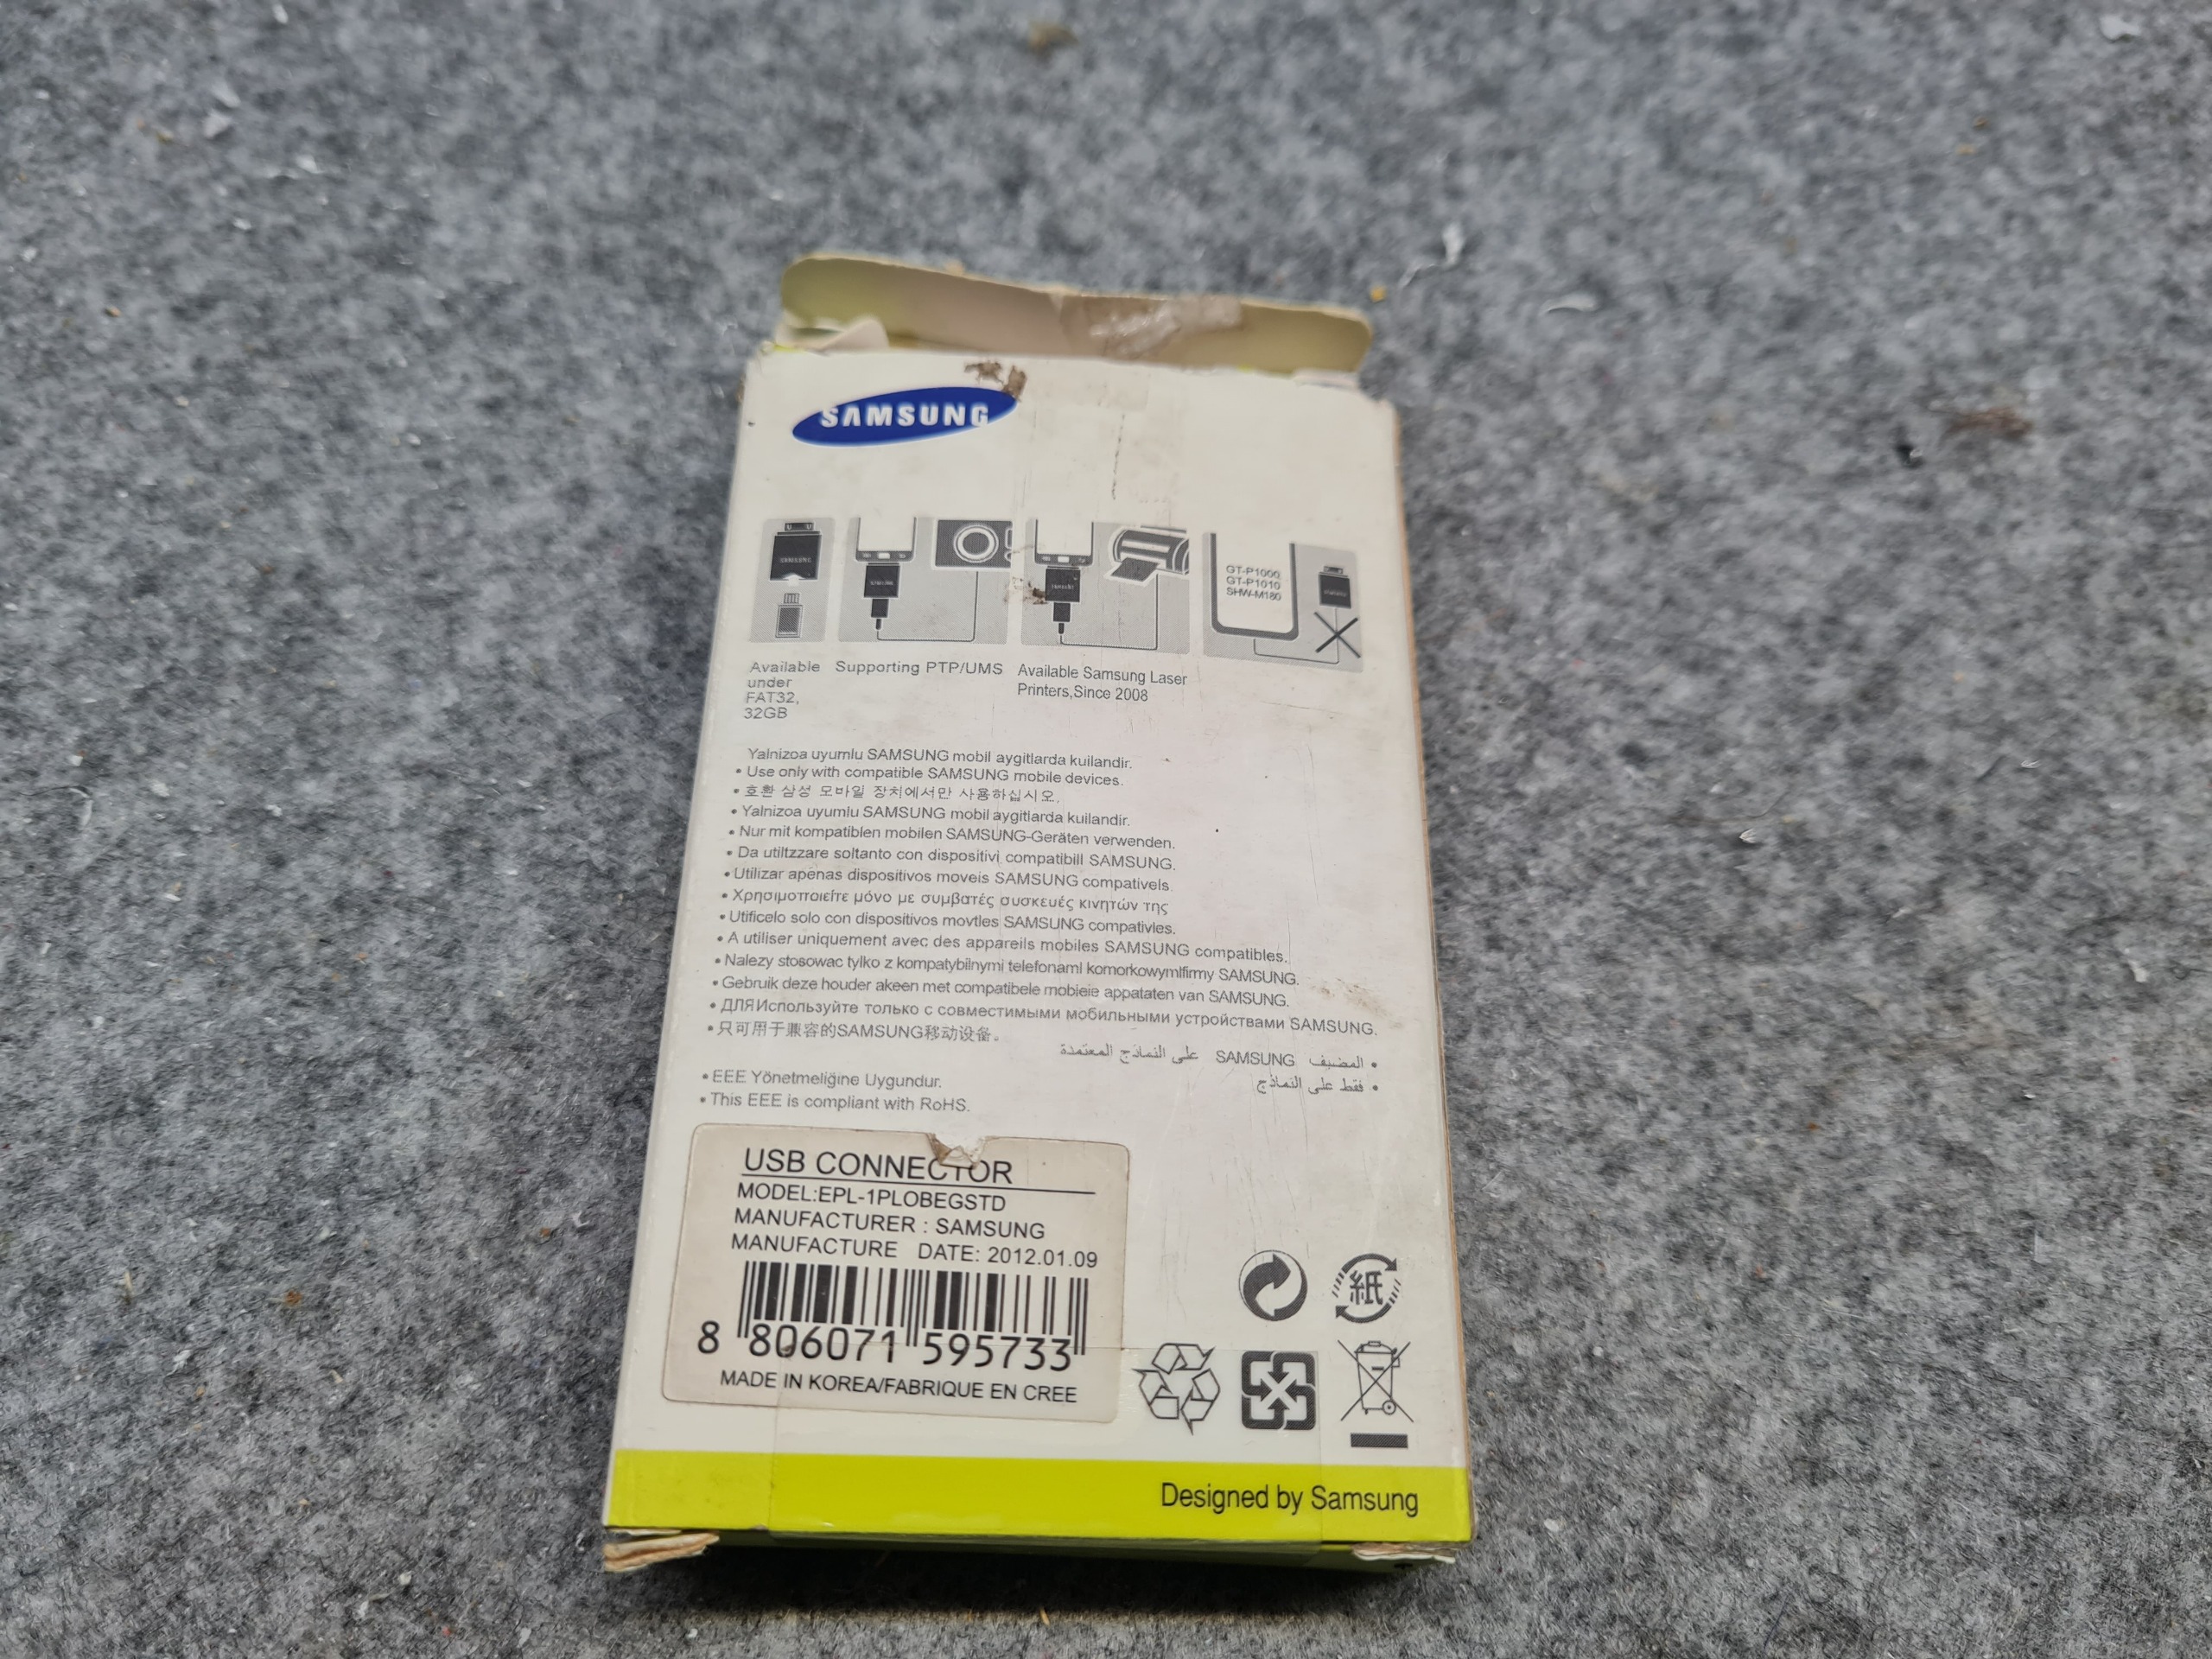 SAMSUNG
SAMSUNG
SAMSUNG
GT-P1000
GT-P1010
SHW-M180
Available
under
FAT32,
32GB
Supporting PTP/UMS
Available Samsung Laser
Printers,Since 2008
Yalnizoa uyumlu SAMSUNG mobil aygitlarda kuilandir.
• Use only with compatible SAMSUNG mobile devices.
• 호환 삼성 모바일 장치에서만 사용하십시오.
• Yalnizoa uyumlu SAMSUNG mobil aygitlarda kuilandir.
• Nur mit kompatiblen mobilen SAMSUNG-Geräten verwenden.
• Da utiltzzare soltanto con dispositivi compatibill SAMSUNG.
• Utilizar apenas dispositivos moveis SAMSUNG compativels
• Χρησιμοττοιείτε μόνο με συμβατές συσκευές κινητών της
• Utificelo solo con dispositivos movtles SAMSUNG compativles.
• A utiliser uniquement avec des appareils mobiles SAMSUNG compatibles.
• Nalezy stosowac tylko z kompatybilnymi telefonaml komorkowymlfirmy SAMSUNG.
• Gebruik deze houder akeen met compatibele mobieie appataten van SAMSUNG.
• ДЛЯИспользуйте только с совместимыми мобильными устройствами SAMSUNG.
• 只可用于兼容的SAMSUNG移动设备。
• المضيف SAMSUNG على النماذج المعتمدة
• فقط على النماذج
• EEE Yönetmeliğine Uygundur.
• This EEE is compliant with RoHS.
USB CONNECTOR
MODEL:EPL-1PLOBEGSTD
MANUFACTURER : SAMSUNG
MANUFACTURE DATE: 2012.01.09
8 806071 595733
MADE IN KOREA/FABRIQUE EN CREE
紙
Designed by Samsung